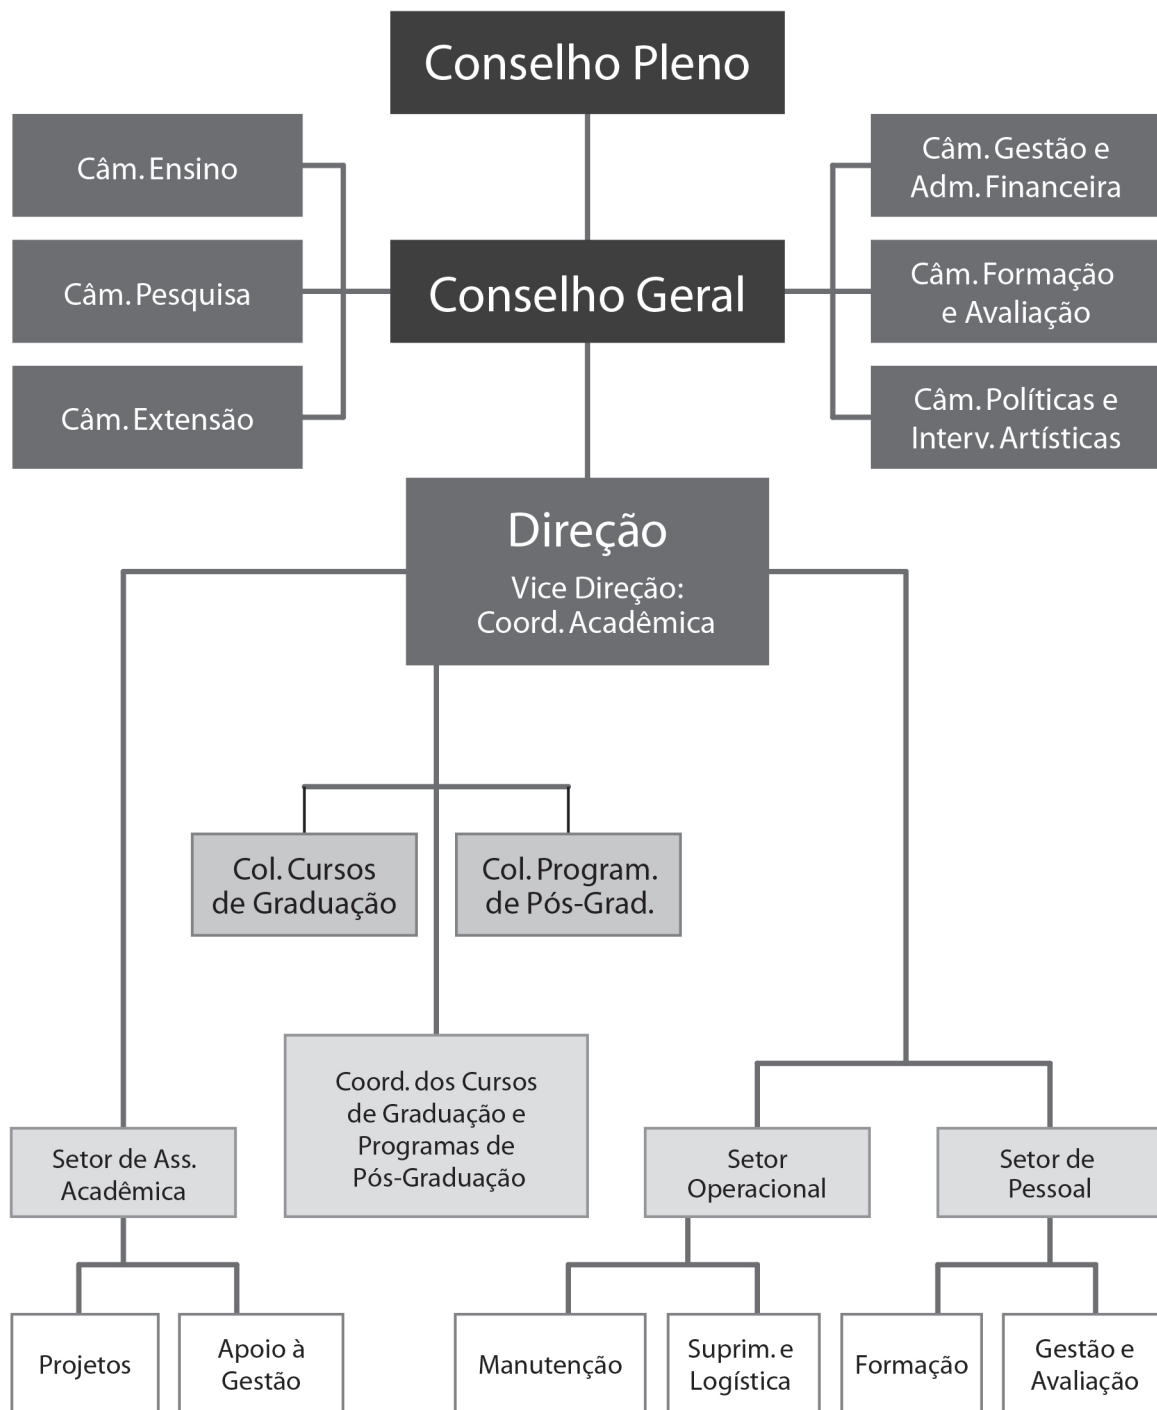 Conselho Pleno
Câm. Ensino
Câm. Gestão e
Adm. Financeira
Câm. Pesquisa
Conselho Geral
Câm. Formação
e Avaliação
Câm. Extensão
Câm. Políticas e
Interv. Artísticas
Direção
Vice Direção:
Coord. Acadêmica
Col. Cursos
de Graduação
Col. Program.
de Pós-Grad.
Coord. dos Cursos
de Graduação e
Programas de
Pós-Graduação
Setor de Ass.
Acadêmica
Setor
Operacional
Setor de
Pessoal
Projetos
Apoio à
Gestão
Manutenção
Suprim. e
Logística
Formação
Gestão e
Avaliação